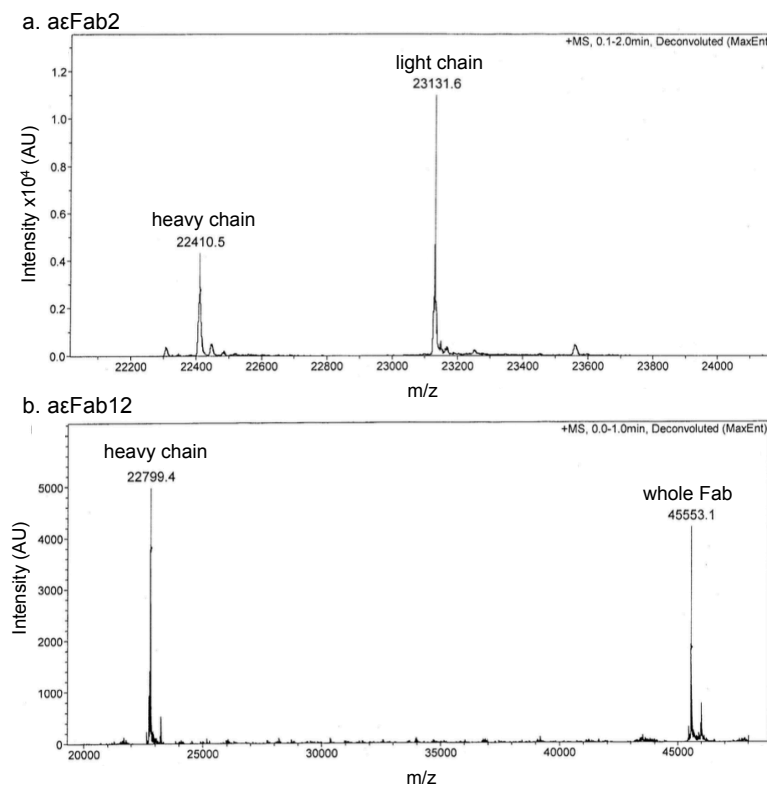 a. aεFab2
+MS, 0.1-2.0min, Deconvoluted (MaxEnt
light chain
23131.6
heavy chain
22410.5
Intensity x10⁴ (AU)
1.2
1.0
0.8
0.6
0.4
0.2
0.0
22200 22400 22600 22800 23000 23200 23400 23600 23800 24000
m/z
b. aεFab12
+MS, 0.0-1.0min, Deconvoluted (MaxEnt)
heavy chain
22799.4
whole Fab
45553.1
Intensity (AU)
5000
4000
3000
2000
1000
0
20000 25000 30000 35000 40000 45000
m/z